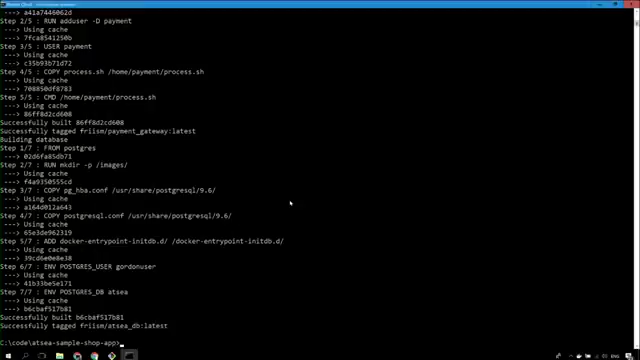 ---> a41a7446062d
Step 2/5 : RUN adduser -D payment
---> Using cache
---> 7fca8541250b
Step 3/5 : USER payment
---> Using cache
---> c35b93b71d72
Step 4/5 : COPY process.sh /home/payment/process.sh
---> Using cache
---> 708850df8783
Step 5/5 : CMD /home/payment/process.sh
---> Using cache
---> 86ff8d2cd608
Successfully built 86ff8d2cd608
Successfully tagged friism/payment_gateway:latest
Building database
Step 1/7 : FROM postgres
---> 02d6fa85db71
Step 2/7 : RUN mkdir -p /images/
---> Using cache
---> f4a9350555cd
Step 3/7 : COPY pg_hba.conf /usr/share/postgresql/9.6/
---> Using cache
---> a164d012a643
Step 4/7 : COPY postgresql.conf /usr/share/postgresql/9.6/
---> Using cache
---> 65e3de962319
Step 5/7 : ADD docker-entrypoint-initdb.d/ /docker-entrypoint-initdb.d/
---> Using cache
---> 39cd6e0e8e38
Step 6/7 : ENV POSTGRES_USER gordonuser
---> Using cache
---> 41b33be5e171
Step 7/7 : ENV POSTGRES_DB atsea
---> Using cache
---> b6cbaf517b81
Successfully built b6cbaf517b81
Successfully tagged friism/atsea_db:latest
C:\code\atsea-sample-shop-app>
ENG